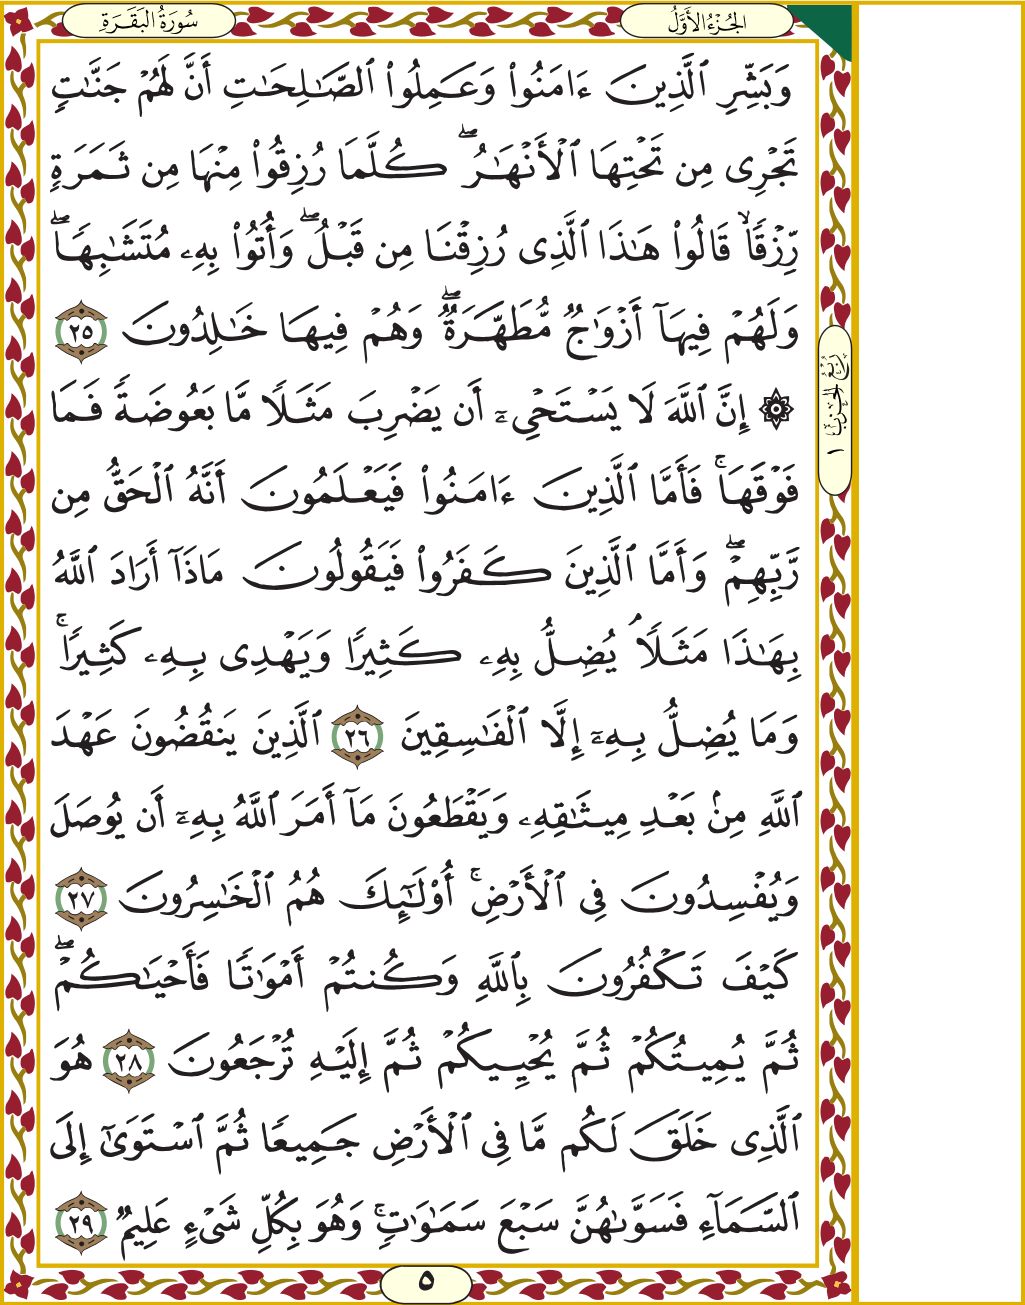 سُورَةُ البَقَرَةِ
الجُزْءُ الأَوَّلُ
وَبَشِّرِ ٱلَّذِينَ ءَامَنُواْ وَعَمِلُواْ ٱلصَّـٰلِحَـٰتِ أَنَّ لَهُمْ جَنَّـٰتٍ
تَجْرِى مِن تَحْتِهَا ٱلْأَنْهَـٰرُ ۖ كُلَّمَا رُزِقُواْ مِنْهَا مِن ثَمَرَةٍ
رِّزْقًا ۙ قَالُواْ هَـٰذَا ٱلَّذِى رُزِقْنَا مِن قَبْلُ ۖ وَأُتُواْ بِهِۦ مُتَشَـٰبِهًا ۖ
وَلَهُمْ فِيهَآ أَزْوَٰجٌ مُّطَهَّرَةٌ ۖ وَهُمْ فِيهَا خَـٰلِدُونَ ٢٥
۞ إِنَّ ٱللَّهَ لَا يَسْتَحْىِۦٓ أَن يَضْرِبَ مَثَلًا مَّا بَعُوضَةً فَمَا
فَوْقَهَا ۚ فَأَمَّا ٱلَّذِينَ ءَامَنُواْ فَيَعْلَمُونَ أَنَّهُ ٱلْحَقُّ مِن
رَّبِّهِمْ ۖ وَأَمَّا ٱلَّذِينَ كَفَرُواْ فَيَقُولُونَ مَاذَآ أَرَادَ ٱللَّهُ
بِهَـٰذَا مَثَلًا ۘ يُضِلُّ بِهِۦ كَثِيرًا وَيَهْدِى بِهِۦ كَثِيرًا ۚ
وَمَا يُضِلُّ بِهِۦٓ إِلَّا ٱلْفَـٰسِقِينَ ٢٦ ٱلَّذِينَ يَنقُضُونَ عَهْدَ
ٱللَّهِ مِنۢ بَعْدِ مِيثَـٰقِهِۦ وَيَقْطَعُونَ مَآ أَمَرَ ٱللَّهُ بِهِۦٓ أَن يُوصَلَ
وَيُفْسِدُونَ فِى ٱلْأَرْضِ ۚ أُوْلَـٰٓئِكَ هُمُ ٱلْخَـٰسِرُونَ ٢٧
كَيْفَ تَكْفُرُونَ بِٱللَّهِ وَكُنتُمْ أَمْوَٰتًا فَأَحْيَـٰكُمْ ۖ
ثُمَّ يُمِيتُكُمْ ثُمَّ يُحْيِيكُمْ ثُمَّ إِلَيْهِ تُرْجَعُونَ ٢٨ هُوَ
ٱلَّذِى خَلَقَ لَكُم مَّا فِى ٱلْأَرْضِ جَمِيعًا ثُمَّ ٱسْتَوَىٰٓ إِلَى
ٱلسَّمَآءِ فَسَوَّىٰهُنَّ سَبْعَ سَمَـٰوَٰتٍ ۚ وَهُوَ بِكُلِّ شَىْءٍ عَلِيمٌ ٢٩
رُبْعُ الحِزْبِ ١
٥